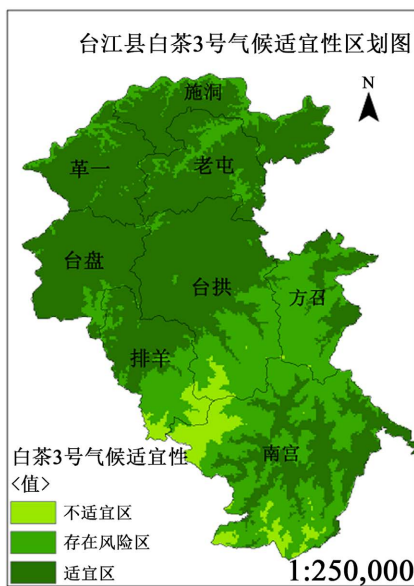 台江县白茶3号气候适宜性区划图
N
施洞
革一
老屯
台盘
台拱
方召
排羊
南宫
白茶3号气候适宜性
<值>
不适宜区
存在风险区
适宜区
1:250,000